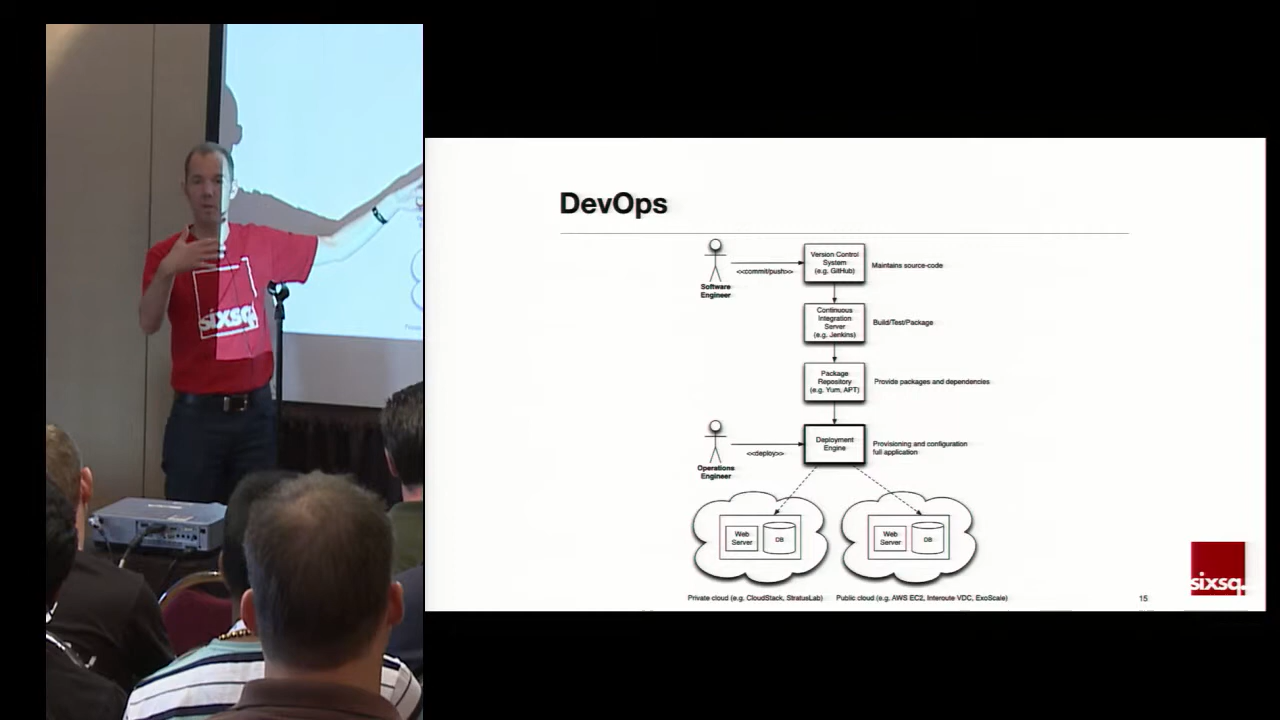 sixsq
DevOps
<<commit/push>>
Software
Engineer
Version Control
System
(e.g. GitHub)
Maintains source-code
Continuous
Integration
Server
(e.g. Jenkins)
Build/Test/Package
Package
Repository
(e.g. Yum, APT)
Provide packages and dependencies
<<deploy>>
Operations
Engineer
Deployment
Engine
Provisioning and configuration
full application
Web
Server
DB
Web
Server
DB
Private cloud (e.g. CloudStack, StratusLab)
Public cloud (e.g. AWS EC2, Interoute VDC, ExoScale)
15
sixsq